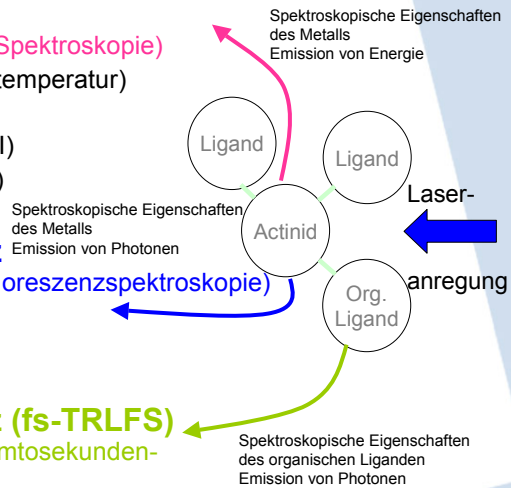 Spektroskopische Eigenschaften
des Metalls
Emission von Energie
Spektroskopie)
temperatur)
Ligand
Ligand
l)
)
Spektroskopische Eigenschaften
des Metalls
Emission von Photonen
Actinid
Laser-
anregung
oreszenzspektroskopie)
Org.
Ligand
z (fs-TRLFS)
mtosekunden-
Spektroskopische Eigenschaften
des organischen Liganden
Emission von Photonen